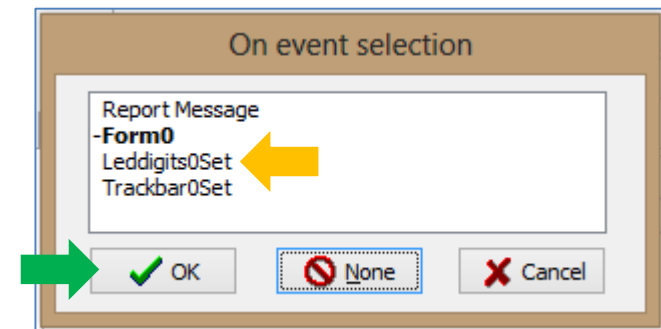 On event selection
Report Message
-Form0
Leddigits0Set
Trackbar0Set
OK
None
Cancel